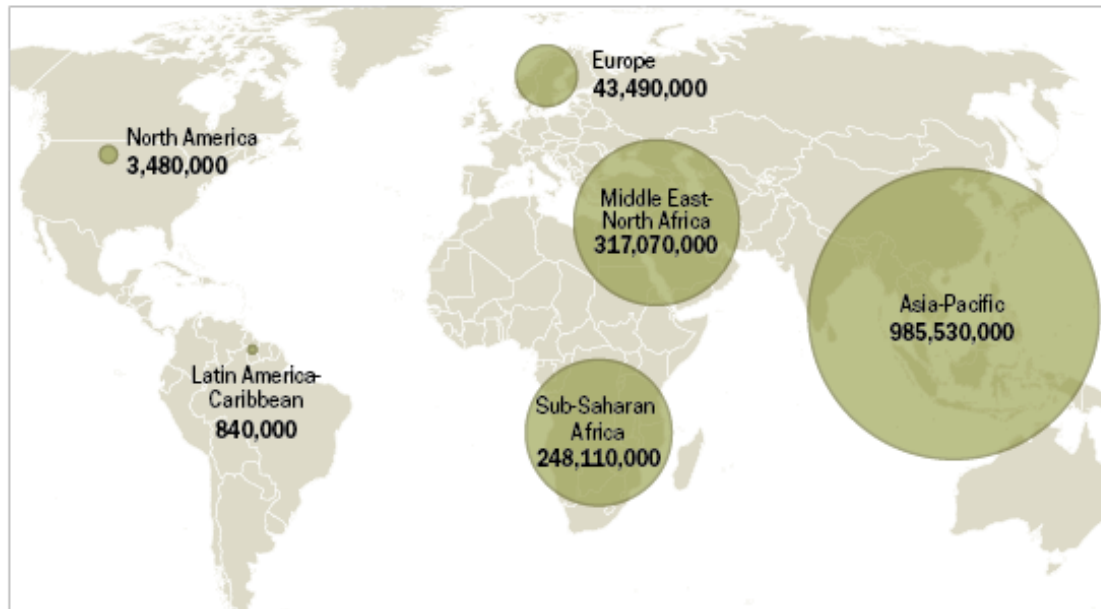 Europe
43,490,000
North America
3,480,000
Middle East-
North Africa
317,070,000
Asia-Pacific
985,530,000
Latin America-
Caribbean
840,000
Sub-Saharan
Africa
248,110,000